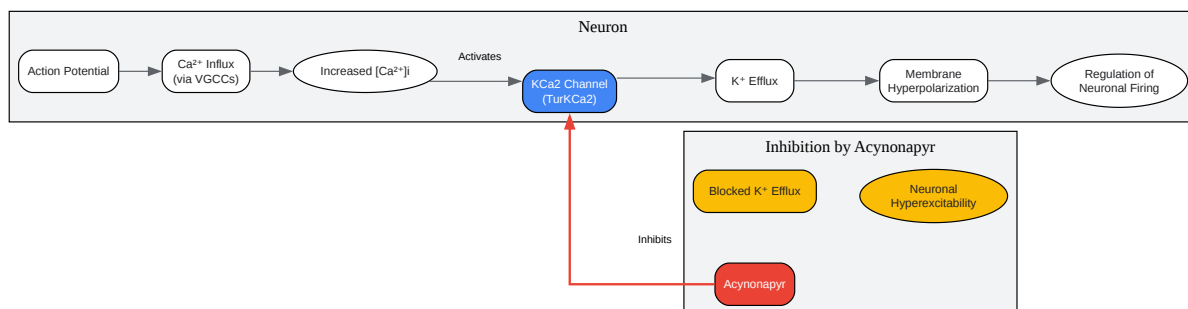 Neuron
Action Potential
Ca²⁺ Influx
(via VGCCs)
Increased [Ca²⁺]i
Activates
KCa2 Channel
(TurKCa2)
K⁺ Efflux
Membrane
Hyperpolarization
Regulation of
Neuronal Firing
Inhibition by Acynonapyr
Blocked K⁺ Efflux
Neuronal
Hyperexcitability
Inhibits
Acynonapyr